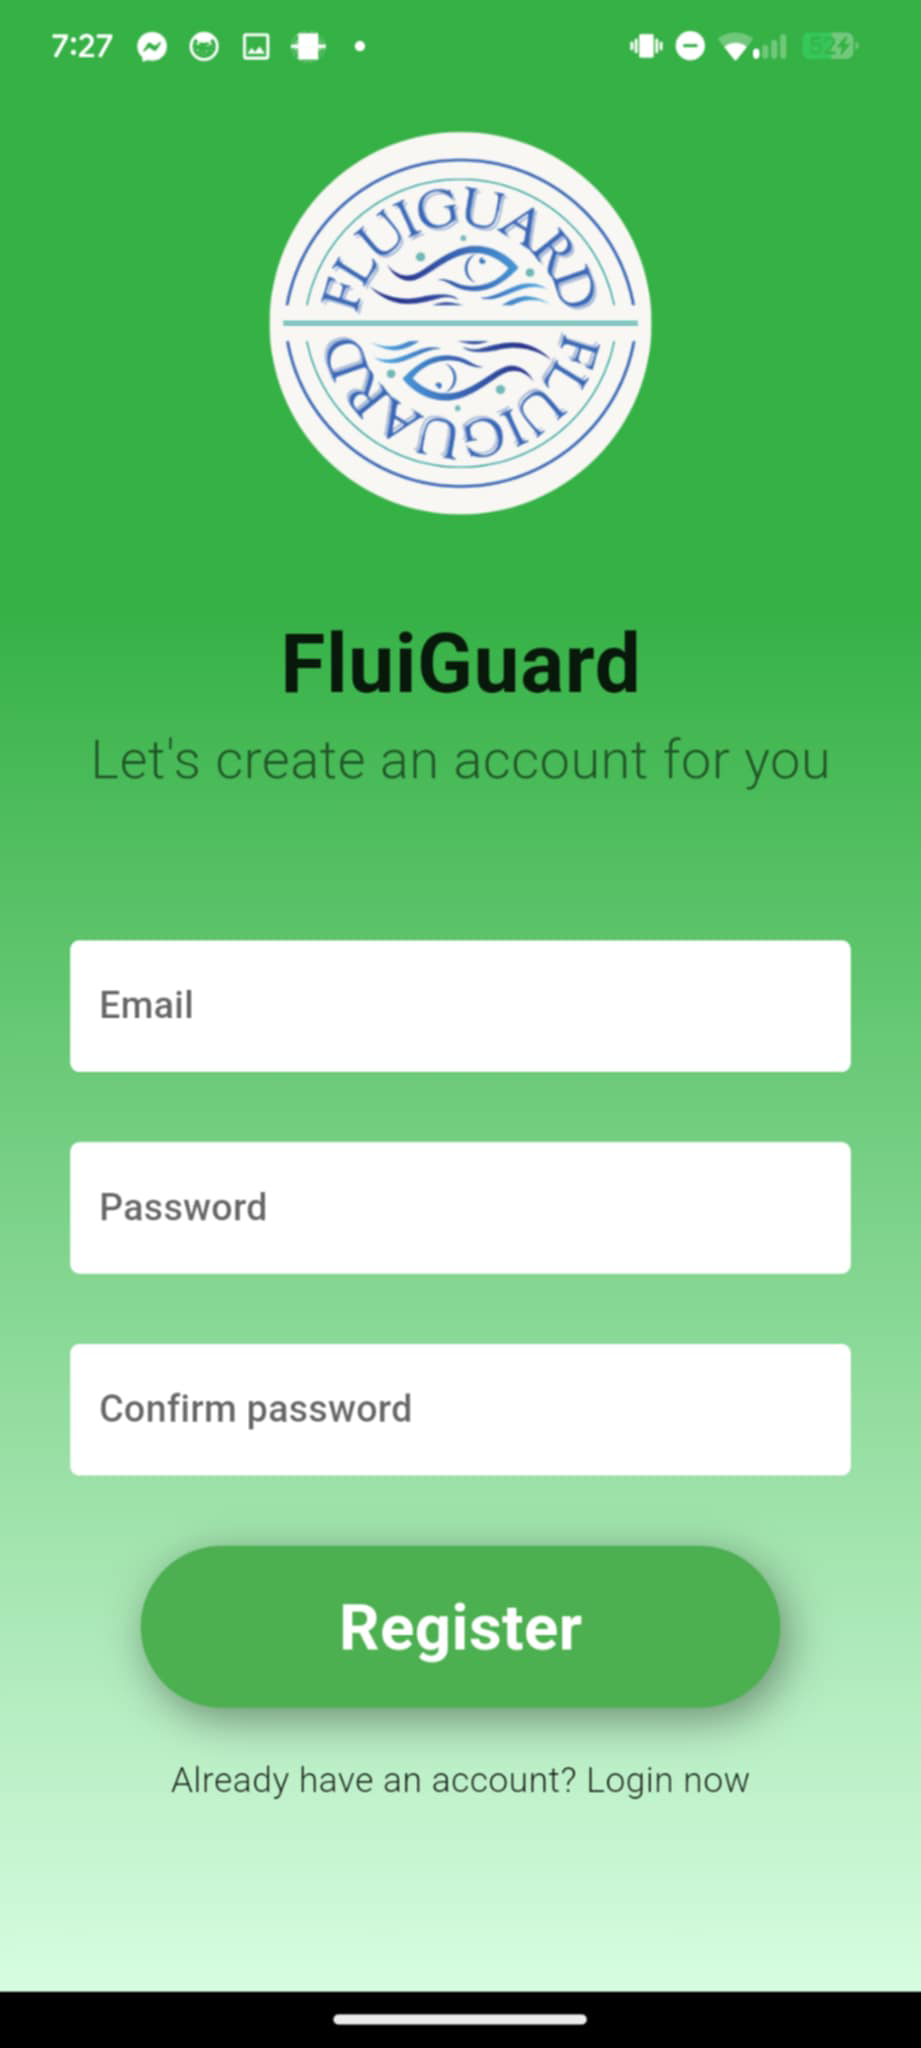 7:27
52
FLUIGUARD
FLUIGUARD
FluiGuard
Let's create an account for you
Email
Password
Confirm password
Register
Already have an account? Login now